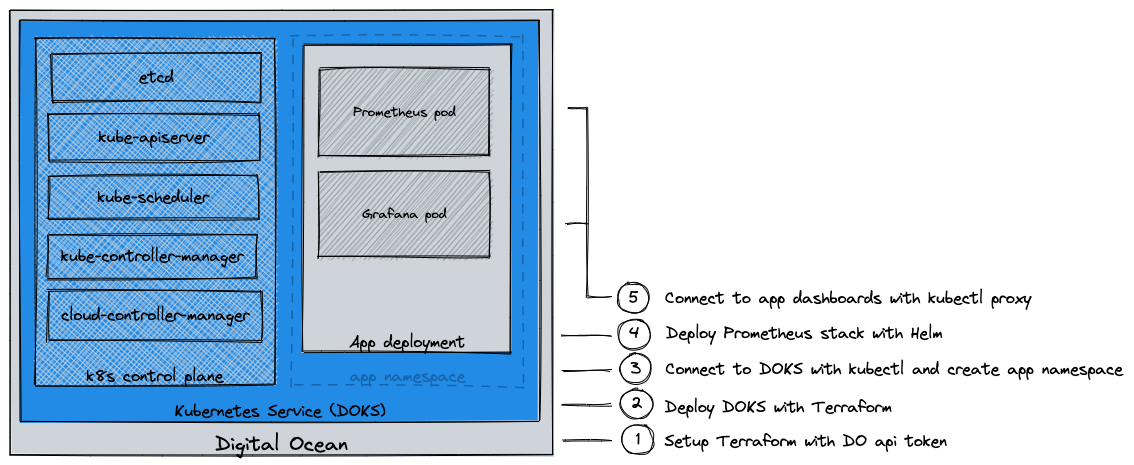 etcd
kube-apiserver
kube-scheduler
kube-controller-manager
cloud-controller-manager
k8s control plane
Prometheus pod
Grafana pod
App deployment
app namespace
Kubernetes Service (DOKS)
Digital Ocean
5 Connect to app dashboards with kubectl proxy
4 Deploy Prometheus stack with Helm
3 Connect to DOKS with kubectl and create app namespace
2 Deploy DOKS with Terraform
1 Setup Terraform with DO api token